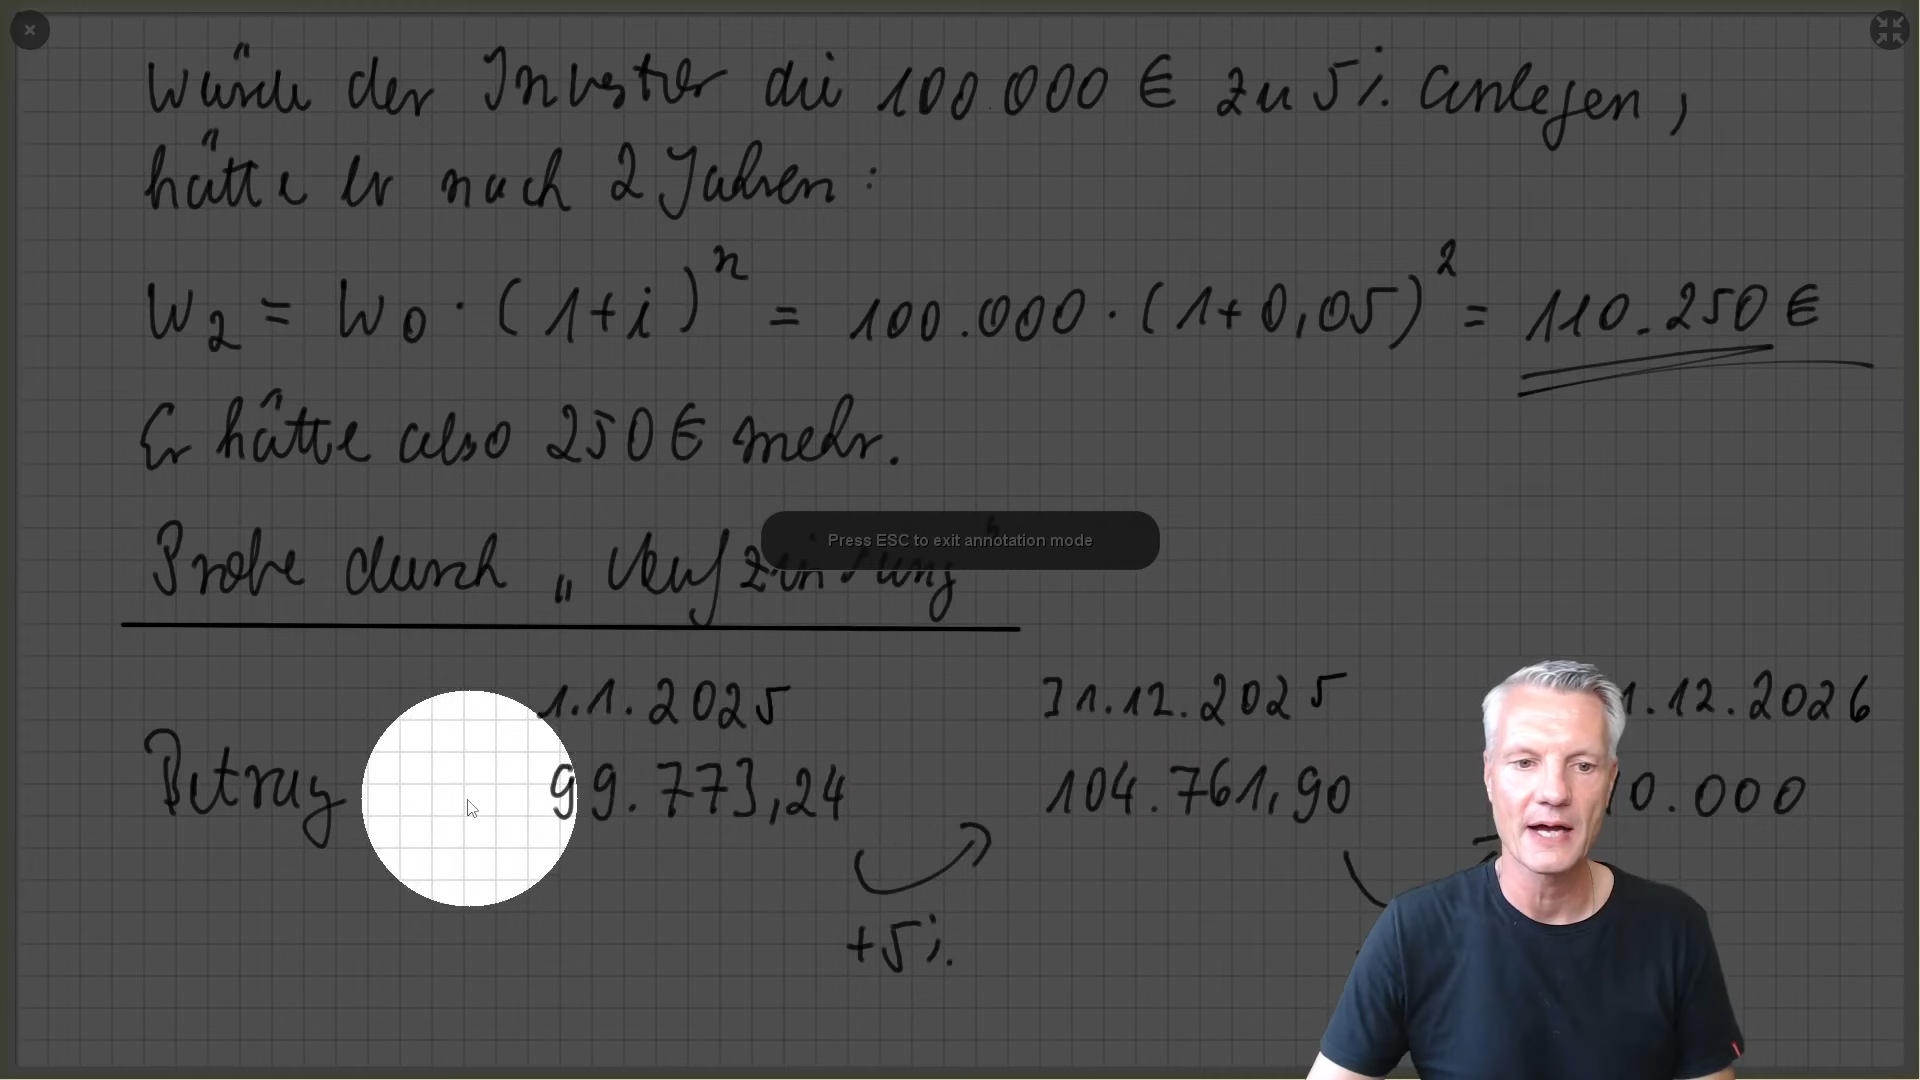 Würde der Investor die 100.000 € zu 5% anlegen,
hätte er nach 2 Jahren:
W₂ = W₀ · (1+i)ⁿ = 100.000 · (1+0,05)² = 110.250 €
Er hätte also 250 € mehr.
Press ESC to exit annotation mode
Probe durch „Aufzinsung“
1.1.2025 31.12.2025 1.12.2026
Betrag 99.773,24 104.761,90 0.000
+5%.